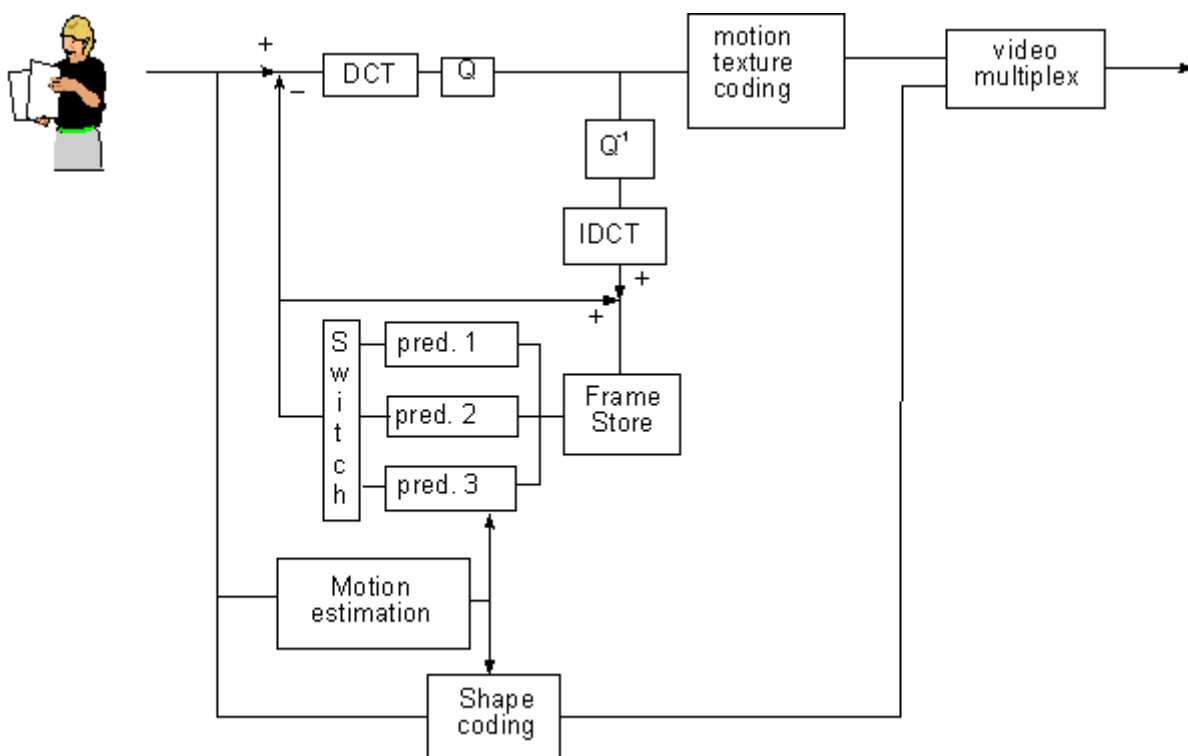 +
−
DCT
Q
motion
texture
coding
video
multiplex
Q⁻¹
IDCT
+
+
S
w
i
t
c
h
pred. 1
pred. 2
pred. 3
Frame
Store
Motion
estimation
Shape
coding